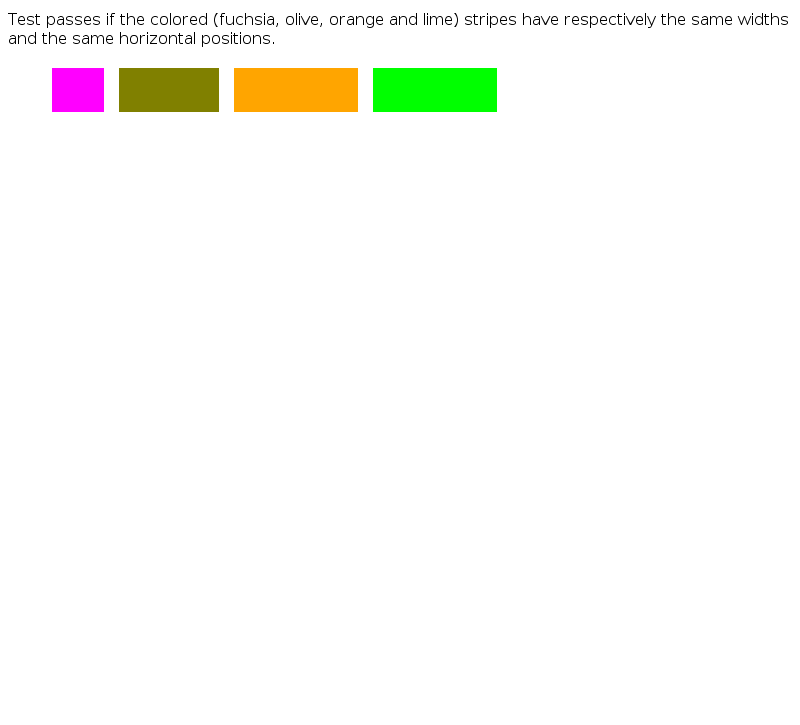 Test passes if the colored (fuchsia, olive, orange and lime) stripes have respectively the same widths
and the same horizontal positions.